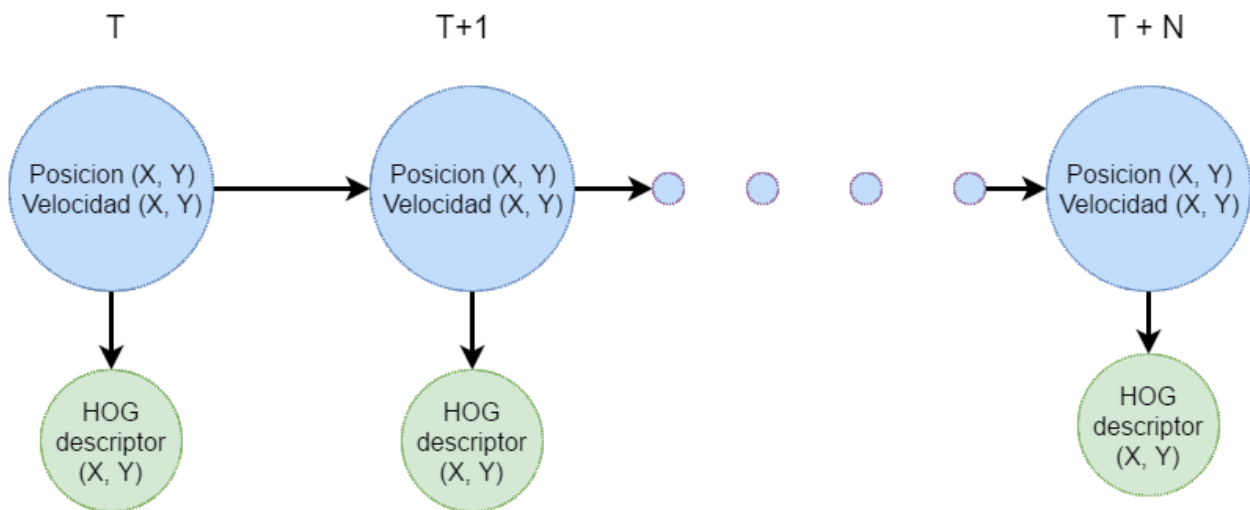 T
T+1
T + N
Posicion (X, Y)
Velocidad (X, Y)
Posicion (X, Y)
Velocidad (X, Y)
Posicion (X, Y)
Velocidad (X, Y)
HOG
descriptor
(X, Y)
HOG
descriptor
(X, Y)
HOG
descriptor
(X, Y)